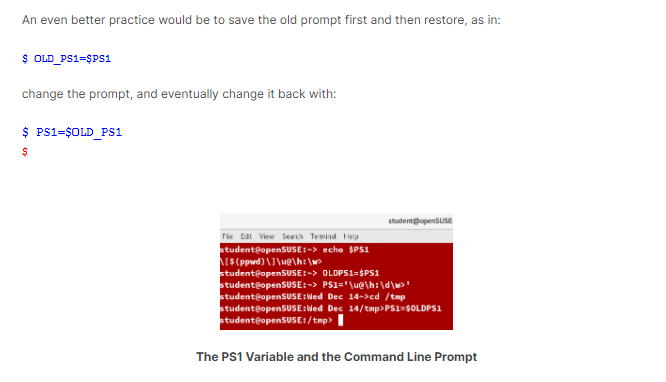 An even better practice would be to save the old prompt first and then restore, as in:
$ OLD_PS1=$PS1
change the prompt, and eventually change it back with:
$ PS1=$OLD_PS1
$
student@openSUSE
File Edit View Search Terminal Help
student@openSUSE:~> echo $PS1
\[$(ppwd)\]\u@\h:\w>
student@openSUSE:~> OLDPS1=$PS1
student@openSUSE:~> PS1='\u@\h:\d\w>'
student@openSUSE:Wed Dec 14~>cd /tmp
student@openSUSE:Wed Dec 14/tmp>PS1=$OLDPS1
student@openSUSE:/tmp>
The PS1 Variable and the Command Line Prompt